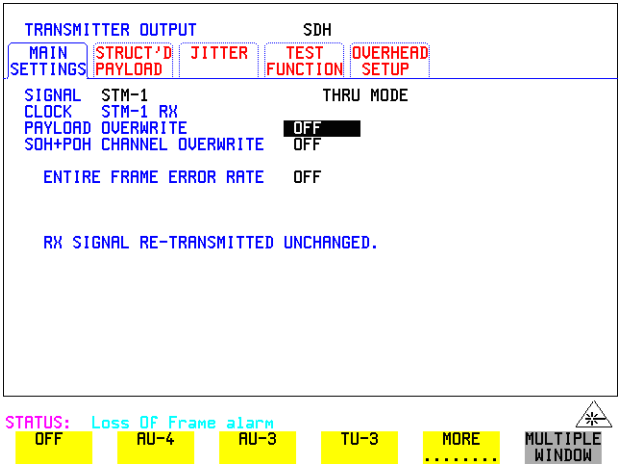 TRANSMITTER OUTPUT SDH
MAIN SETTINGS STRUCT'D PAYLOAD JITTER TEST FUNCTION OVERHEAD SETUP
SIGNAL STM-1 THRU MODE
CLOCK STM-1 RX
PAYLOAD OVERWRITE OFF
SOH+POH CHANNEL OVERWRITE OFF
ENTIRE FRAME ERROR RATE OFF
RX SIGNAL RE-TRANSMITTED UNCHANGED.
STATUS: Loss Of Frame alarm
OFF AU-4 AU-3 TU-3 MORE ........ MULTIPLE WINDOW